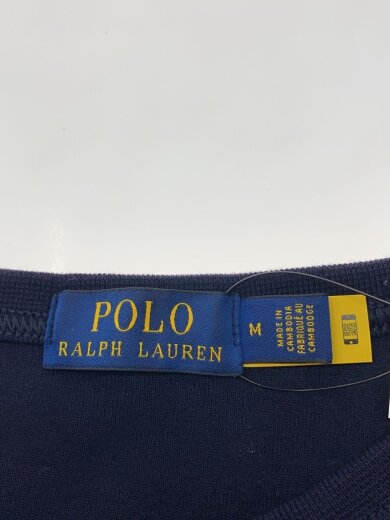 POLO
RALPH LAUREN
M
MADE IN
CAMBODIA
FABRIQUÉ AU
CAMBODGE